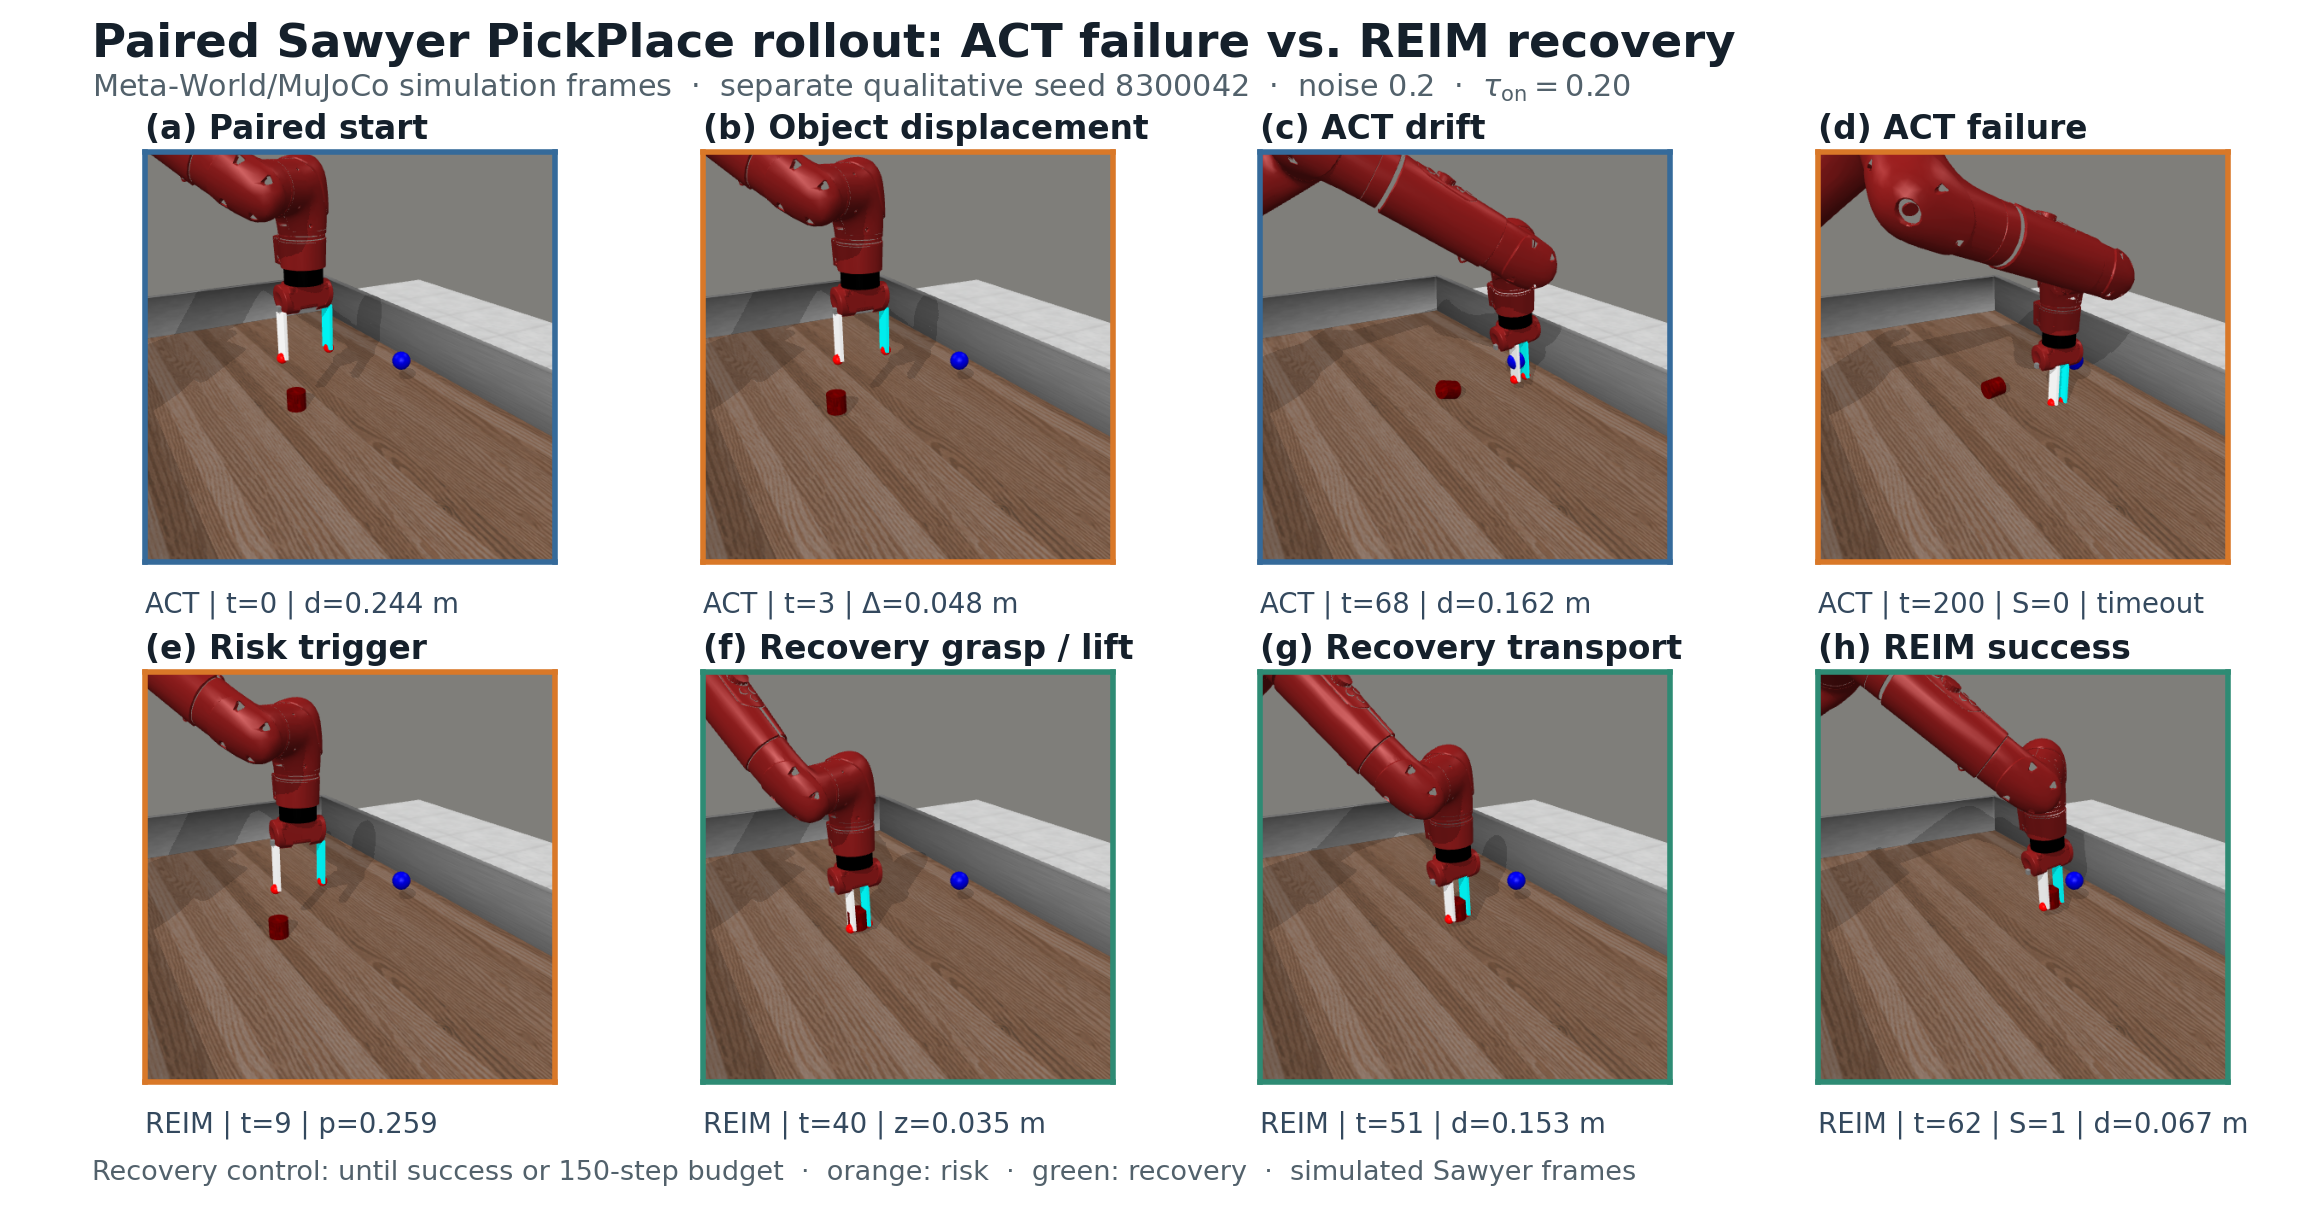 Paired Sawyer PickPlace rollout: ACT failure vs. REIM recovery
Meta-World/MuJoCo simulation frames · separate qualitative seed 8300042 · noise 0.2 · τon = 0.20
(a) Paired start
(b) Object displacement
(c) ACT drift
(d) ACT failure
ACT | t=0 | d=0.244 m
ACT | t=3 | Δ=0.048 m
ACT | t=68 | d=0.162 m
ACT | t=200 | S=0 | timeout
(e) Risk trigger
(f) Recovery grasp / lift
(g) Recovery transport
(h) REIM success
REIM | t=9 | p=0.259
REIM | t=40 | z=0.035 m
REIM | t=51 | d=0.153 m
REIM | t=62 | S=1 | d=0.067 m
Recovery control: until success or 150-step budget · orange: risk · green: recovery · simulated Sawyer frames